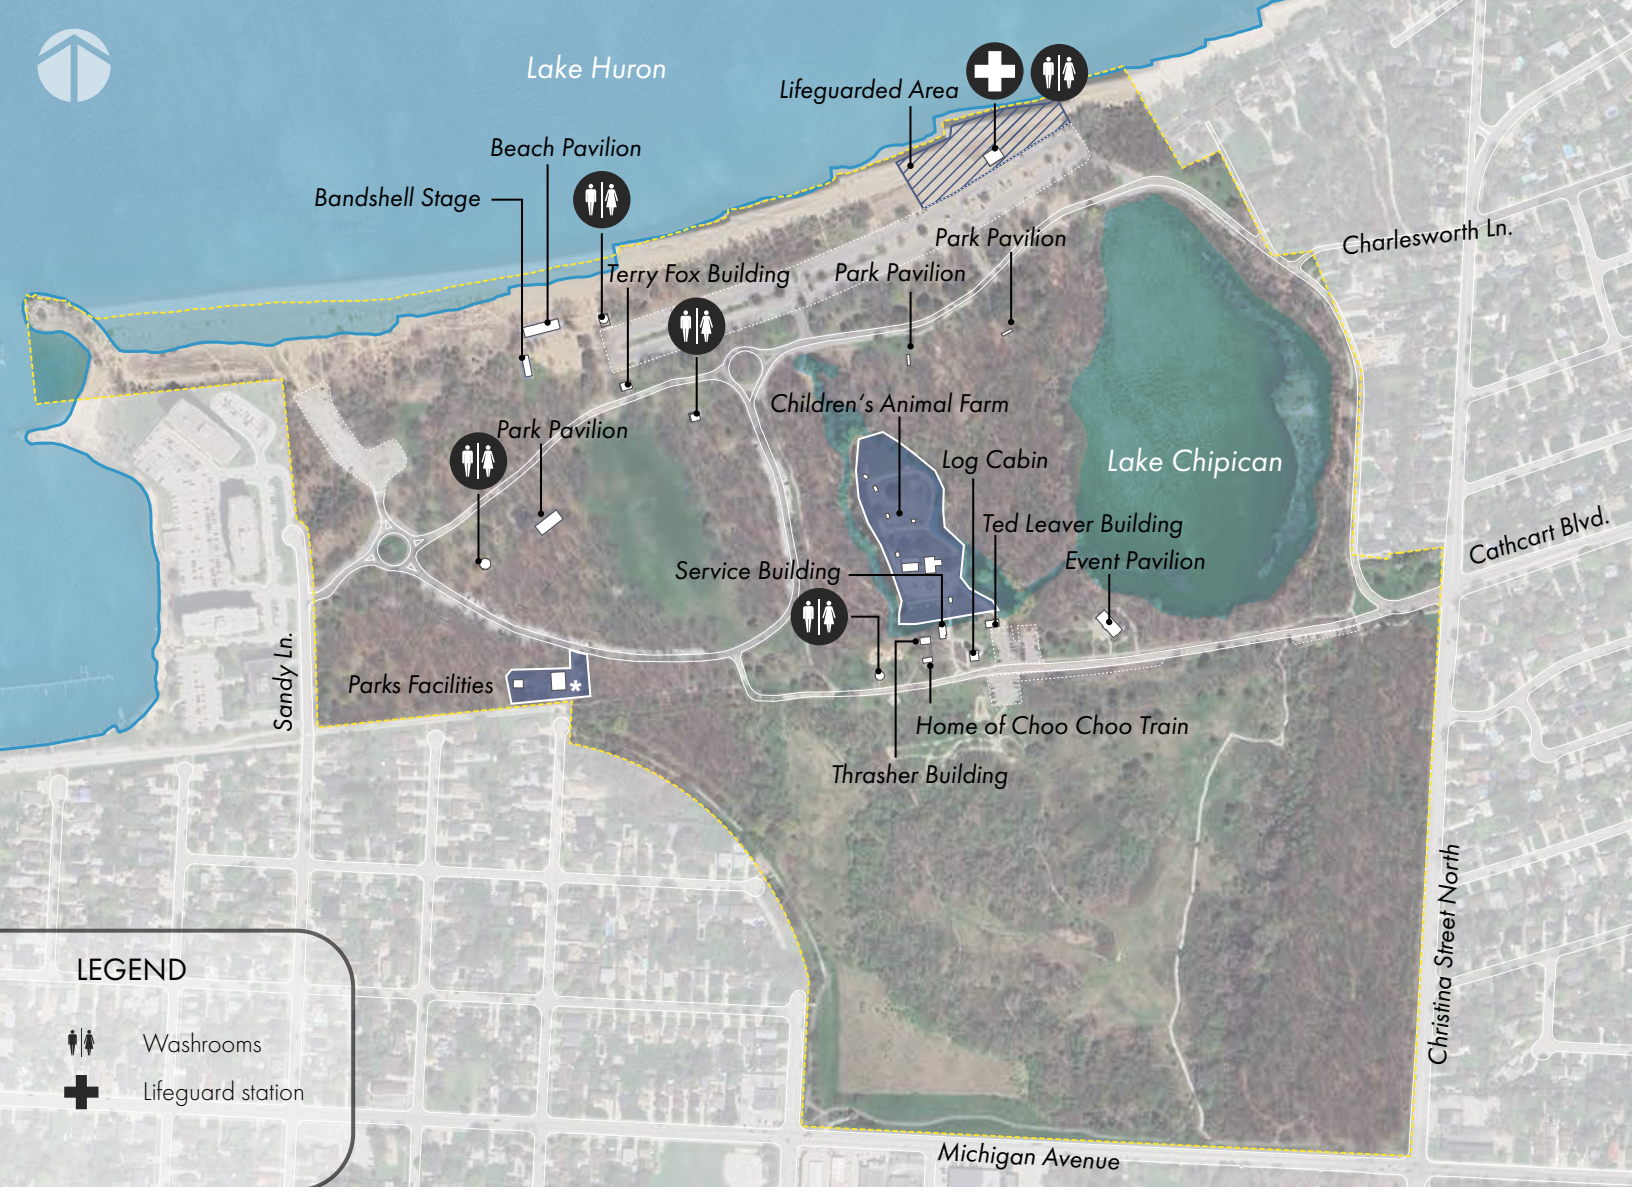 Lake Huron
Lifeguarded Area
Beach Pavilion
Bandshell Stage
Park Pavilion
Terry Fox Building
Park Pavilion
Charlesworth Ln.
Children's Animal Farm
Park Pavilion
Log Cabin
Lake Chipican
Ted Leaver Building
Cathcart Blvd.
Event Pavilion
Service Building
Sandy Ln.
Parks Facilities
*
Home of Choo Choo Train
Thrasher Building
Christina Street North
LEGEND
Washrooms
Lifeguard station
Michigan Avenue